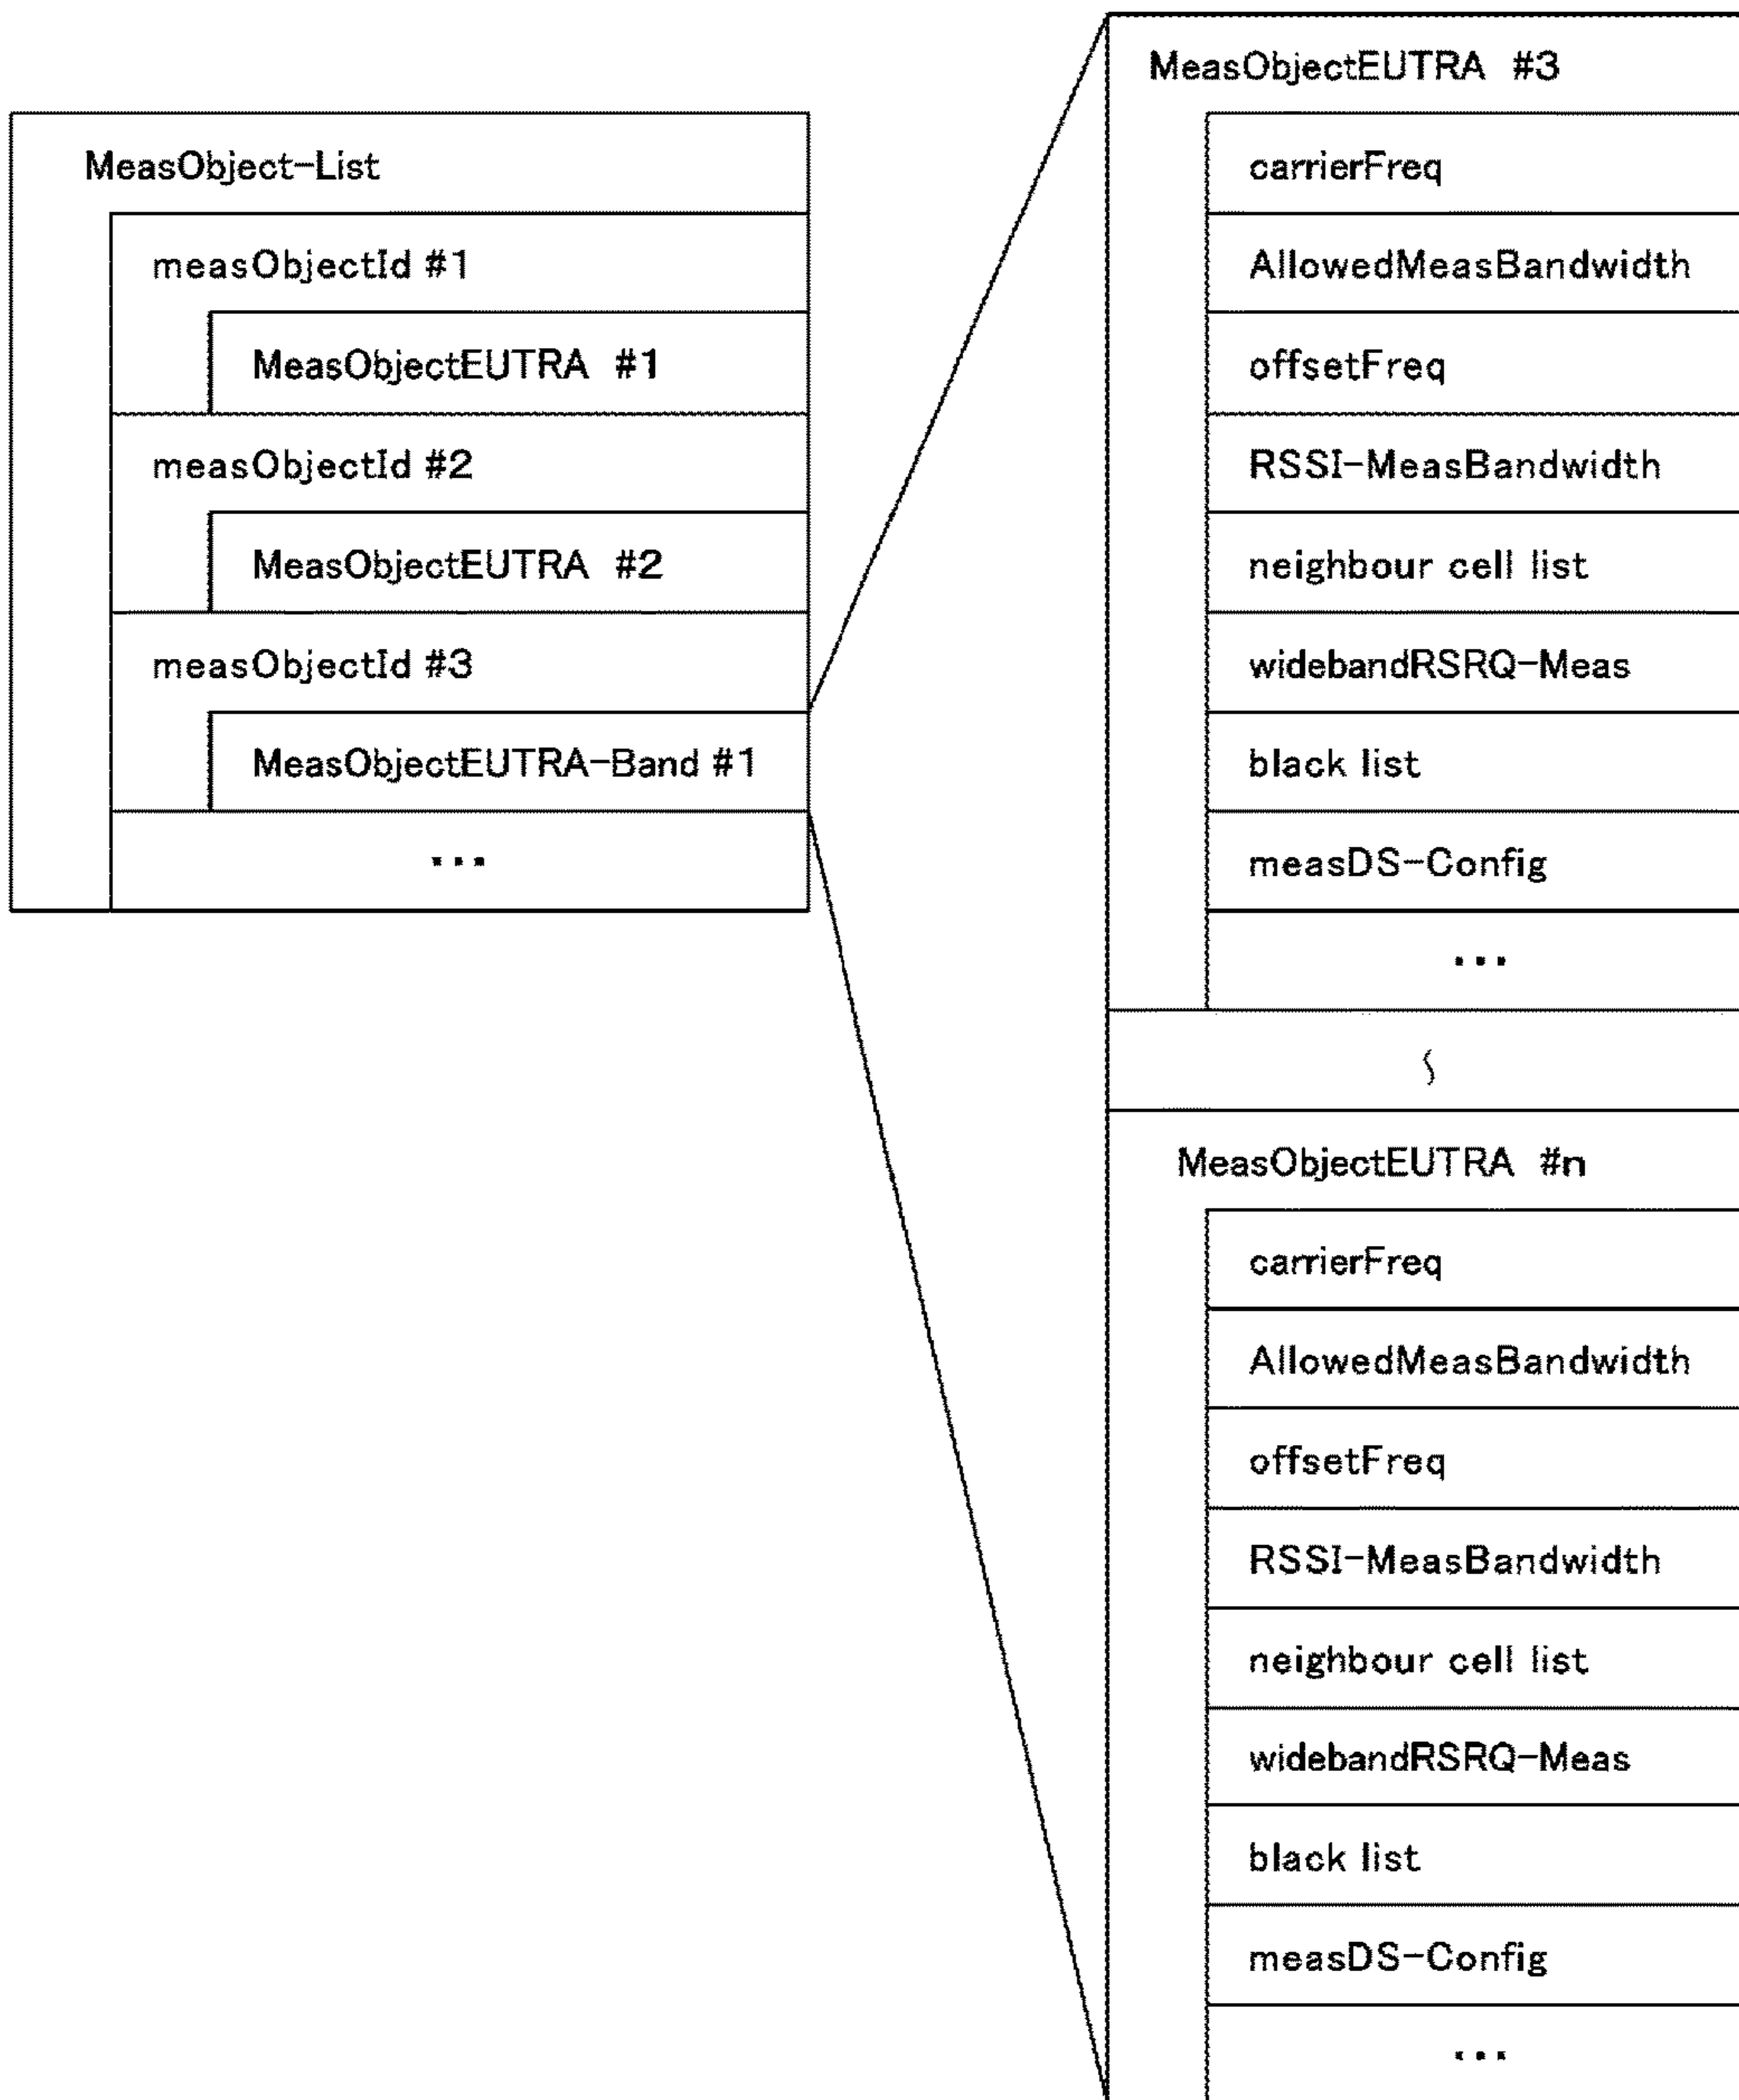 MeasObject-List
measObjectId #1
MeasObjectEUTRA #1
measObjectId #2
MeasObjectEUTRA #2
measObjectId #3
MeasObjectEUTRA-Band #1
...
MeasObjectEUTRA #3
carrierFreq
AllowedMeasBandwidth
offsetFreq
RSSI-MeasBandwidth
neighbour cell list
widebandRSRQ-Meas
black list
measDS-Config
...
MeasObjectEUTRA #n
carrierFreq
AllowedMeasBandwidth
offsetFreq
RSSI-MeasBandwidth
neighbour cell list
widebandRSRQ-Meas
black list
measDS-Config
...